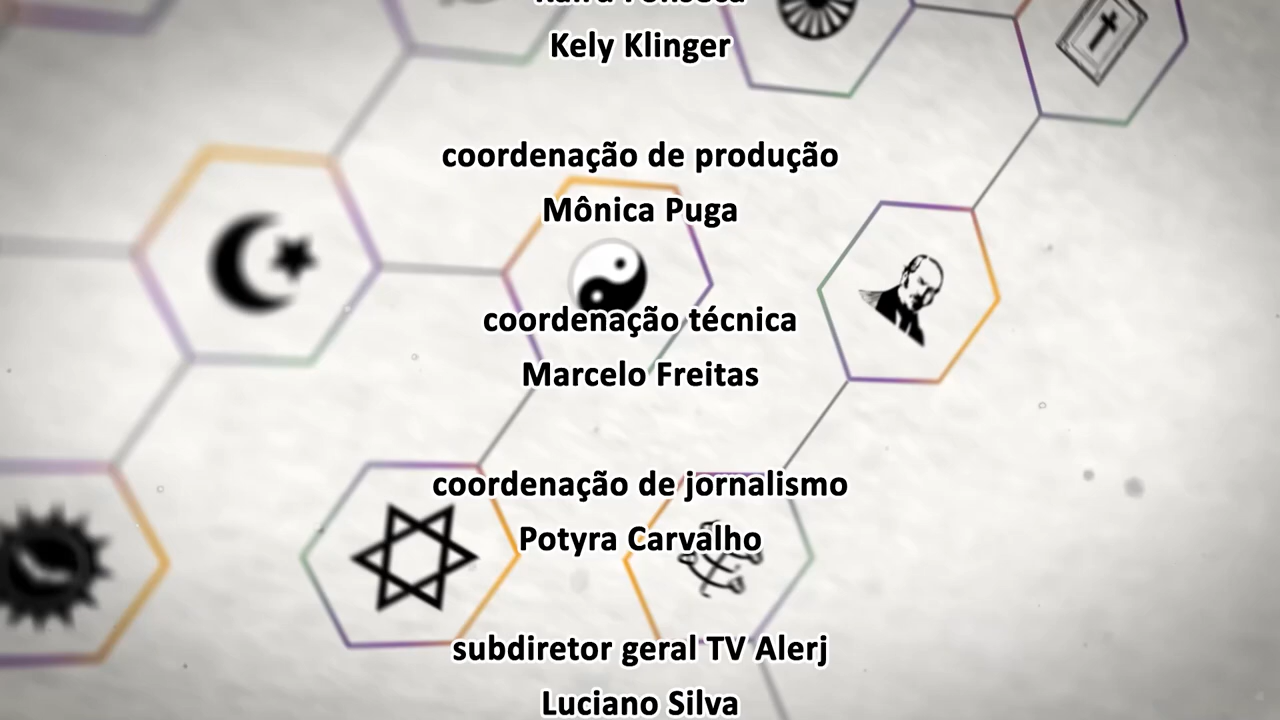 Kely Klinger
coordenação de produção
Mônica Puga
coordenação técnica
Marcelo Freitas
coordenação de jornalismo
Potyra Carvalho
subdiretor geral TV Alerj
Luciano Silva